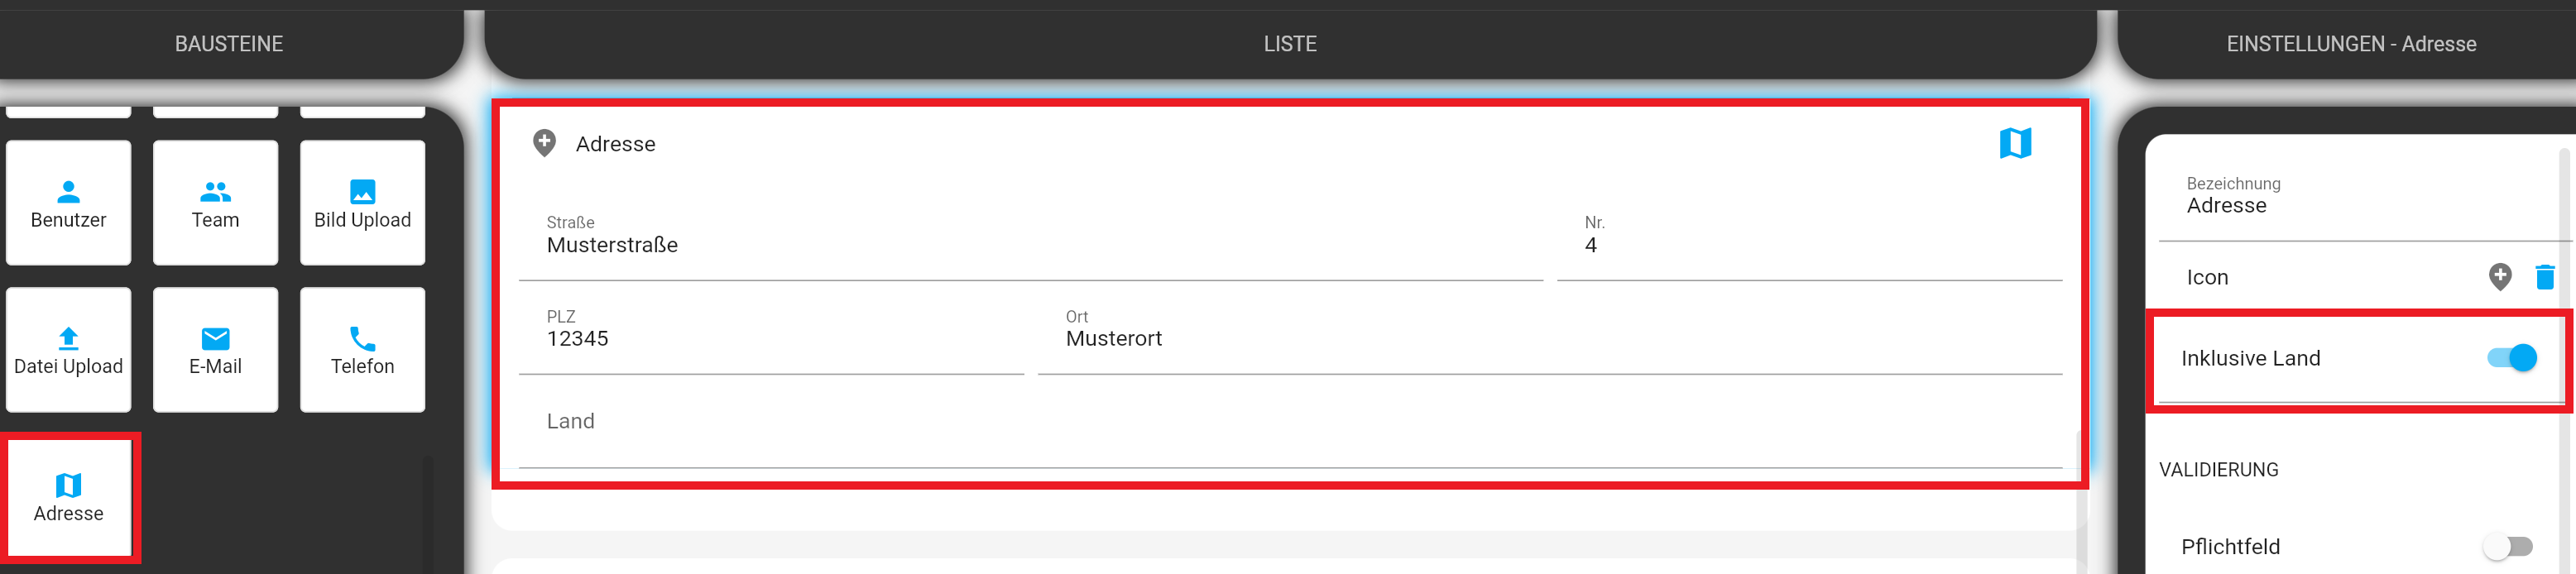 BAUSTEINE
LISTE
EINSTELLUNGEN - Adresse
Benutzer
Team
Bild Upload
Datei Upload
E-Mail
Telefon
Adresse
Adresse
Straße
Musterstraße
Nr.
4
PLZ
12345
Ort
Musterort
Land
Bezeichnung
Adresse
Icon
Inklusive Land
VALIDIERUNG
Pflichtfeld